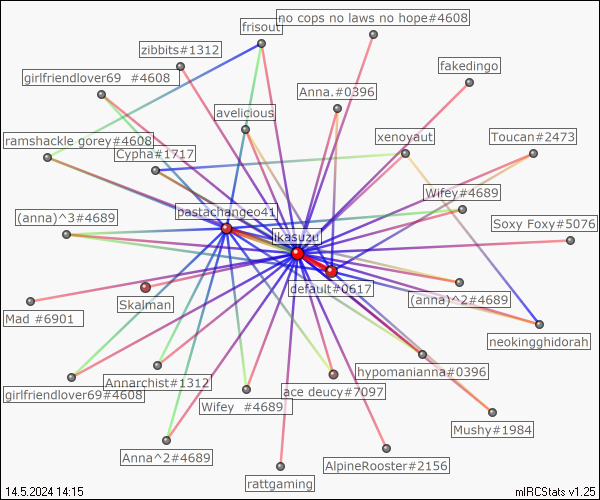 no cops no laws no hope#4608
frisout
zibbits#1312
fakedingo
girlfriendlover69 #4608
Anna.#0396
avelicious
ramshackle gorey#4608
xenoyaut
Toucan#2473
Cypha#1717
Wifey#4689
(anna)^3#4689
pastachangeo41
Soxy Foxy#5076
ikasuzu
default#0617
(anna)^2#4689
Skalman
Mad #6901
neokingghidorah
hypomanianna#0396
Annarchist#1312
girlfriendlover69#4608
ace deucy#7097
Wifey #4689
Mushy#1984
Anna^2#4689
AlpineRooster#2156
rattgaming
14.5.2024 14:15
mIRCStats v1.25